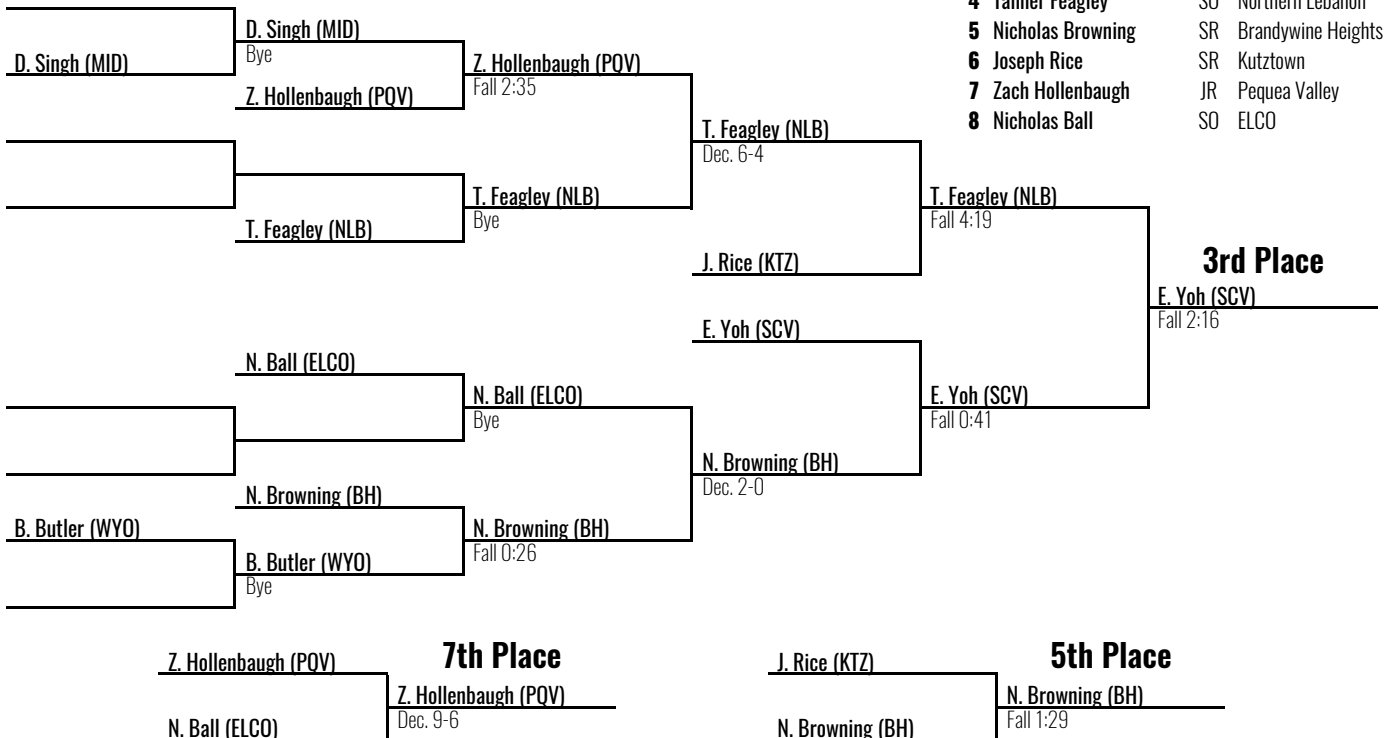 4 Tanner Feagley SO Northern Lebanon
5 Nicholas Browning SR Brandywine Heights
6 Joseph Rice SR Kutztown
7 Zach Hollenbaugh JR Pequea Valley
8 Nicholas Ball SO ELCO
D. Singh (MID)
D. Singh (MID)
Bye
Z. Hollenbaugh (PQV)
Z. Hollenbaugh (PQV)
Fall 2:35
T. Feagley (NLB)
Dec. 6-4
T. Feagley (NLB)
T. Feagley (NLB)
Bye
T. Feagley (NLB)
Fall 4:19
J. Rice (KTZ)
3rd Place
E. Yoh (SCV)
Fall 2:16
E. Yoh (SCV)
N. Ball (ELCO)
N. Ball (ELCO)
Bye
E. Yoh (SCV)
Fall 0:41
N. Browning (BH)
Dec. 2-0
N. Browning (BH)
B. Butler (WYO)
N. Browning (BH)
Fall 0:26
B. Butler (WYO)
Bye
Z. Hollenbaugh (PQV)
7th Place
Z. Hollenbaugh (PQV)
Dec. 9-6
N. Ball (ELCO)
J. Rice (KTZ)
5th Place
N. Browning (BH)
Fall 1:29
N. Browning (BH)